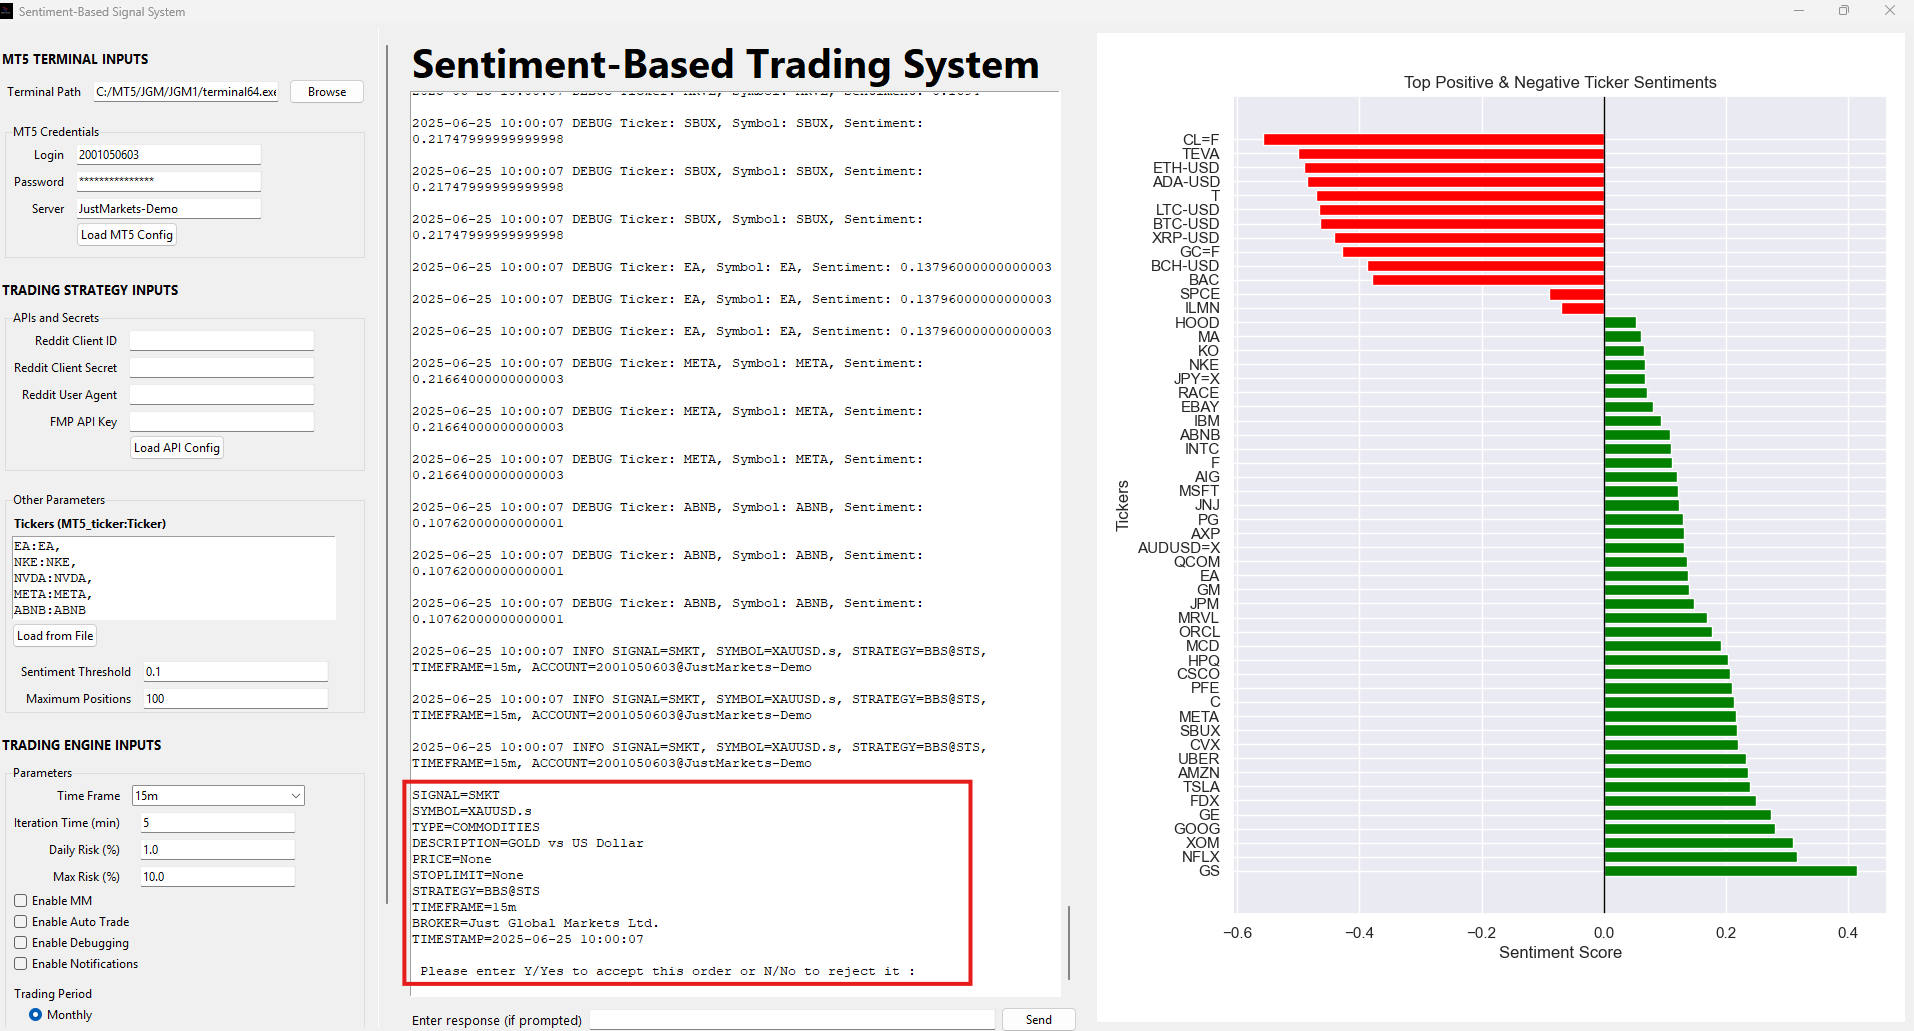 Sentiment-Based Signal System
MT5 TERMINAL INPUTS
Terminal Path C:/MT5/JGM/JGM1/terminal64.exe Browse
MT5 Credentials
Login 2001050603
Password ***************
Server JustMarkets-Demo
Load MT5 Config
TRADING STRATEGY INPUTS
APIs and Secrets
Reddit Client ID
Reddit Client Secret
Reddit User Agent
FMP API Key
Load API Config
Other Parameters
Tickers (MT5_ticker:Ticker)
EA:EA,
NKE:NKE,
NVDA:NVDA,
META:META,
ABNB:ABNB
Load from File
Sentiment Threshold 0.1
Maximum Positions 100
TRADING ENGINE INPUTS
Parameters
Time Frame 15m
Iteration Time (min) 5
Daily Risk (%) 1.0
Max Risk (%) 10.0
Enable MM
Enable Auto Trade
Enable Debugging
Enable Notifications
Trading Period
Monthly
Sentiment-Based Trading System
2025-06-25 10:00:07 DEBUG Ticker: MRVL, Symbol: MRVL, Sentiment:
2025-06-25 10:00:07 DEBUG Ticker: SBUX, Symbol: SBUX, Sentiment:
0.21747999999999998
2025-06-25 10:00:07 DEBUG Ticker: SBUX, Symbol: SBUX, Sentiment:
0.21747999999999998
2025-06-25 10:00:07 DEBUG Ticker: SBUX, Symbol: SBUX, Sentiment:
0.21747999999999998
2025-06-25 10:00:07 DEBUG Ticker: EA, Symbol: EA, Sentiment: 0.13796000000000003
2025-06-25 10:00:07 DEBUG Ticker: EA, Symbol: EA, Sentiment: 0.13796000000000003
2025-06-25 10:00:07 DEBUG Ticker: EA, Symbol: EA, Sentiment: 0.13796000000000003
2025-06-25 10:00:07 DEBUG Ticker: META, Symbol: META, Sentiment:
0.21664000000000003
2025-06-25 10:00:07 DEBUG Ticker: META, Symbol: META, Sentiment:
0.21664000000000003
2025-06-25 10:00:07 DEBUG Ticker: META, Symbol: META, Sentiment:
0.21664000000000003
2025-06-25 10:00:07 DEBUG Ticker: ABNB, Symbol: ABNB, Sentiment:
0.10762000000000001
2025-06-25 10:00:07 DEBUG Ticker: ABNB, Symbol: ABNB, Sentiment:
0.10762000000000001
2025-06-25 10:00:07 DEBUG Ticker: ABNB, Symbol: ABNB, Sentiment:
0.10762000000000001
2025-06-25 10:00:07 INFO SIGNAL=SMKT, SYMBOL=XAUUSD.s, STRATEGY=BBS@STS,
TIMEFRAME=15m, ACCOUNT=2001050603@JustMarkets-Demo
2025-06-25 10:00:07 INFO SIGNAL=SMKT, SYMBOL=XAUUSD.s, STRATEGY=BBS@STS,
TIMEFRAME=15m, ACCOUNT=2001050603@JustMarkets-Demo
2025-06-25 10:00:07 INFO SIGNAL=SMKT, SYMBOL=XAUUSD.s, STRATEGY=BBS@STS,
TIMEFRAME=15m, ACCOUNT=2001050603@JustMarkets-Demo
SIGNAL=SMKT
SYMBOL=XAUUSD.s
TYPE=COMMODITIES
DESCRIPTION=GOLD vs US Dollar
PRICE=None
STOPLIMIT=None
STRATEGY=BBS@STS
TIMEFRAME=15m
BROKER=Just Global Markets Ltd.
TIMESTAMP=2025-06-25 10:00:07
Please enter Y/Yes to accept this order or N/No to reject it :
Enter response (if prompted) Send
Top Positive & Negative Ticker Sentiments
Tickers
CL=F
TEVA
ETH-USD
ADA-USD
T
LTC-USD
BTC-USD
XRP-USD
GC=F
BCH-USD
BAC
SPCE
ILMN
HOOD
MA
KO
NKE
JPY=X
RACE
EBAY
IBM
ABNB
INTC
F
AIG
MSFT
JNJ
PG
AXP
AUDUSD=X
QCOM
EA
GM
JPM
MRVL
ORCL
MCD
HPQ
CSCO
PFE
C
META
SBUX
CVX
UBER
AMZN
TSLA
FDX
GE
GOOG
XOM
NFLX
GS
−0.6 −0.4 −0.2 0.0 0.2 0.4
Sentiment Score